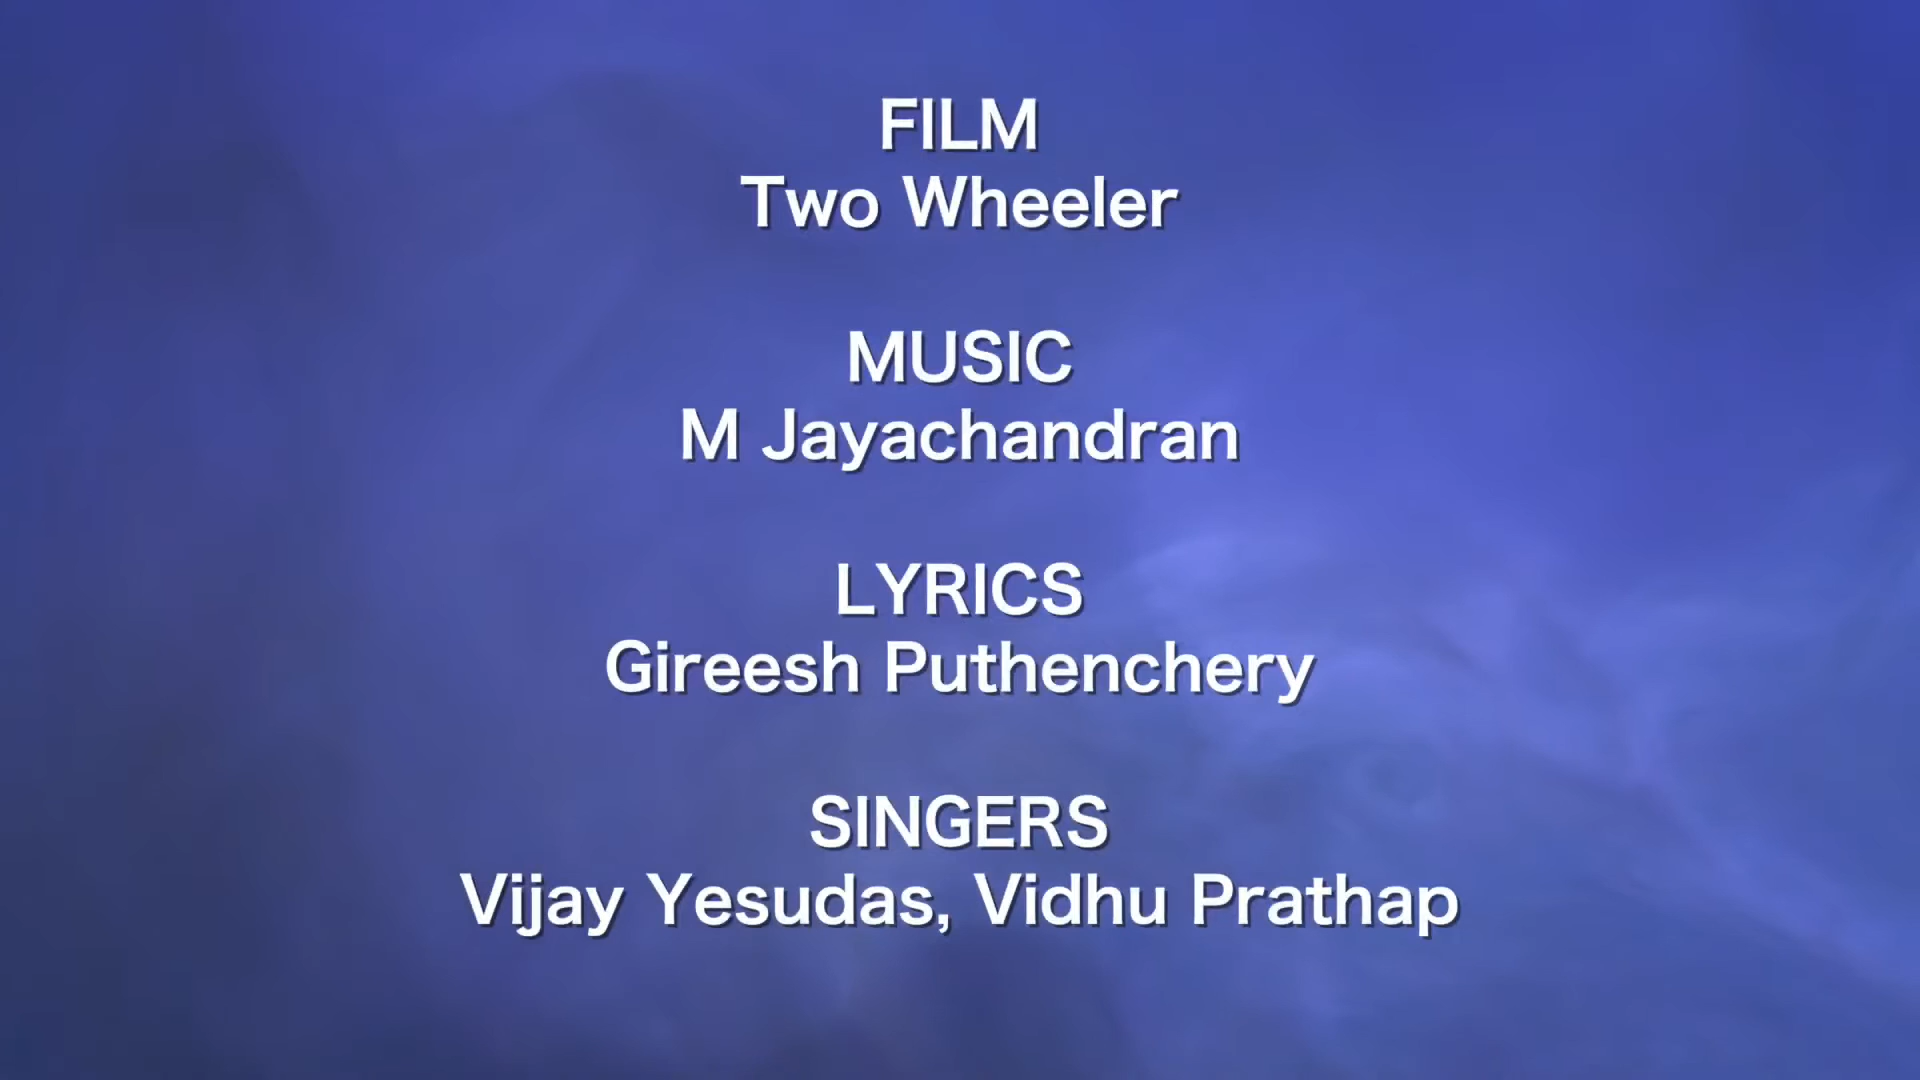 FILM
Two Wheeler
MUSIC
M Jayachandran
LYRICS
Gireesh Puthenchery
SINGERS
Vijay Yesudas, Vidhu Prathap